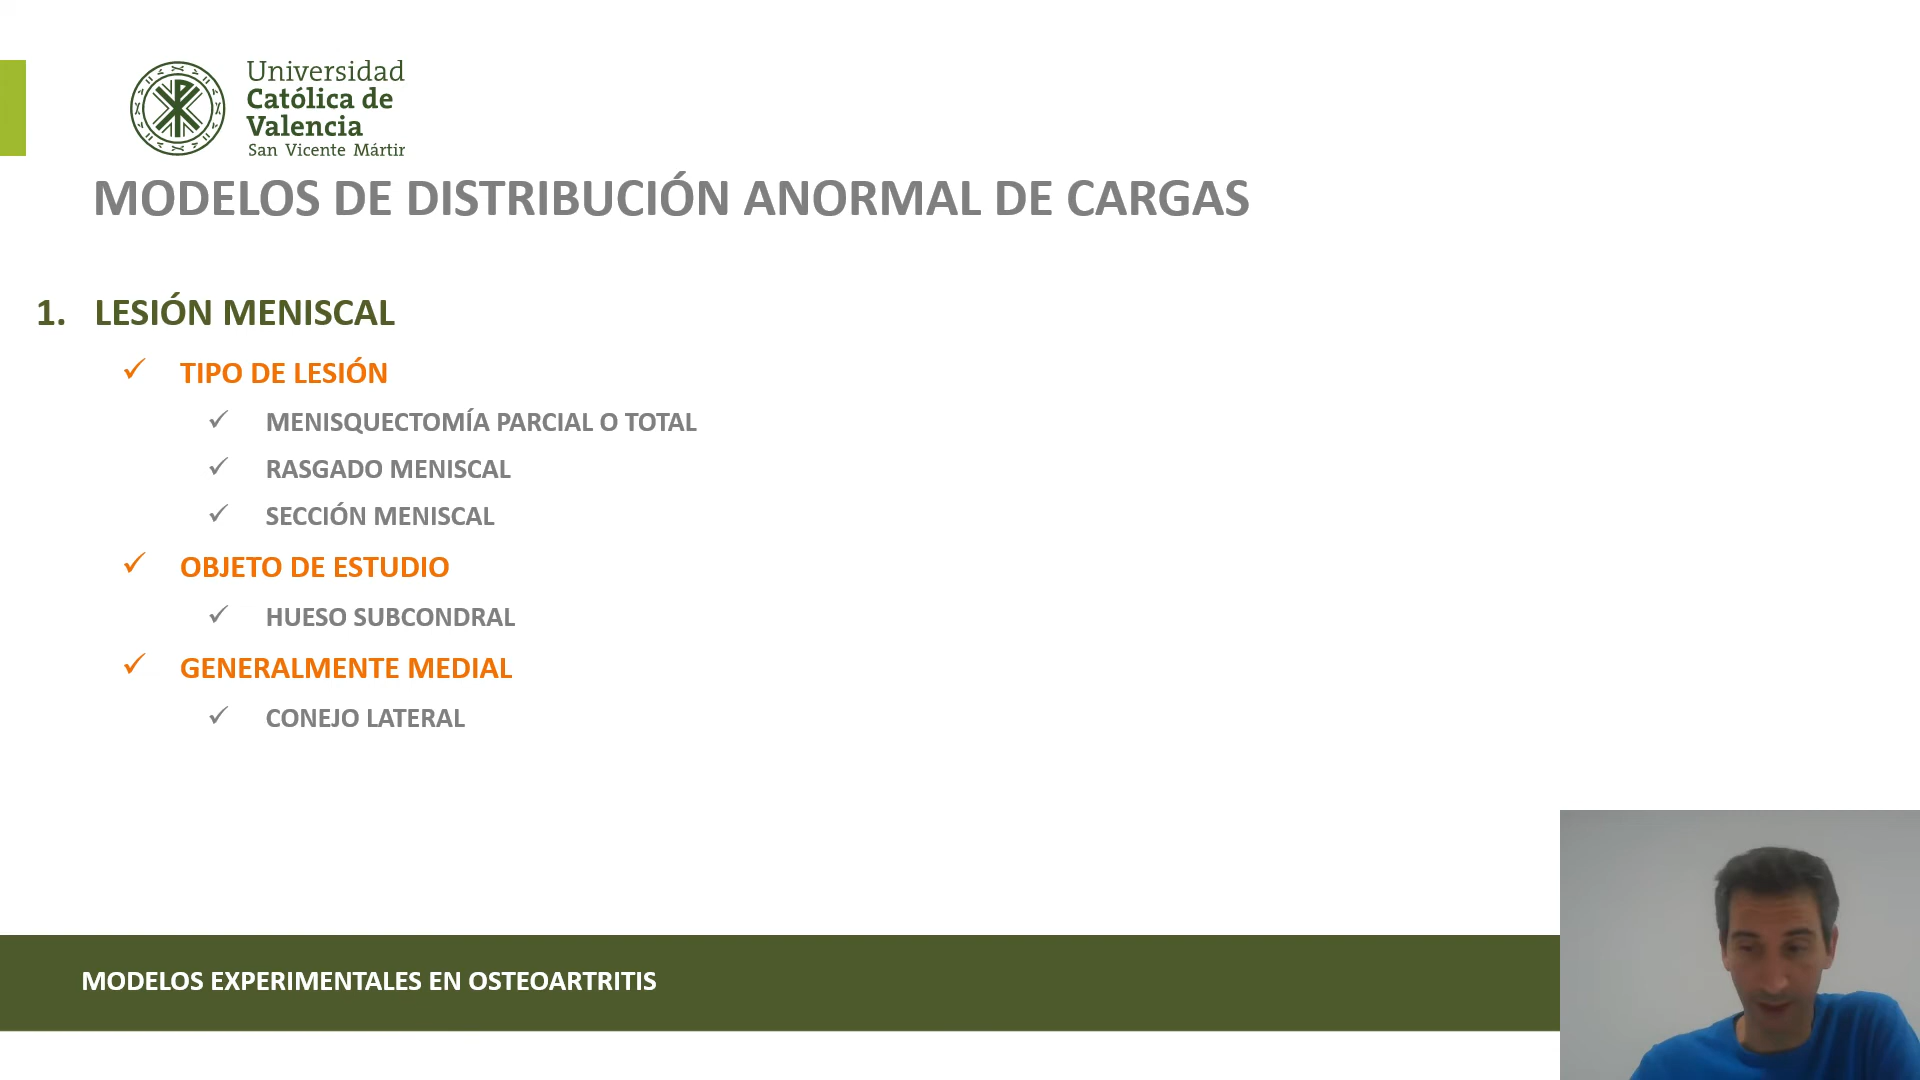 Universidad
Católica de
Valencia
San Vicente Mártir
MODELOS DE DISTRIBUCIÓN ANORMAL DE CARGAS
1. LESIÓN MENISCAL
✓ TIPO DE LESIÓN
✓ MENISQUECTOMÍA PARCIAL O TOTAL
✓ RASGADO MENISCAL
✓ SECCIÓN MENISCAL
✓ OBJETO DE ESTUDIO
✓ HUESO SUBCONDRAL
✓ GENERALMENTE MEDIAL
✓ CONEJO LATERAL
MODELOS EXPERIMENTALES EN OSTEOARTRITIS